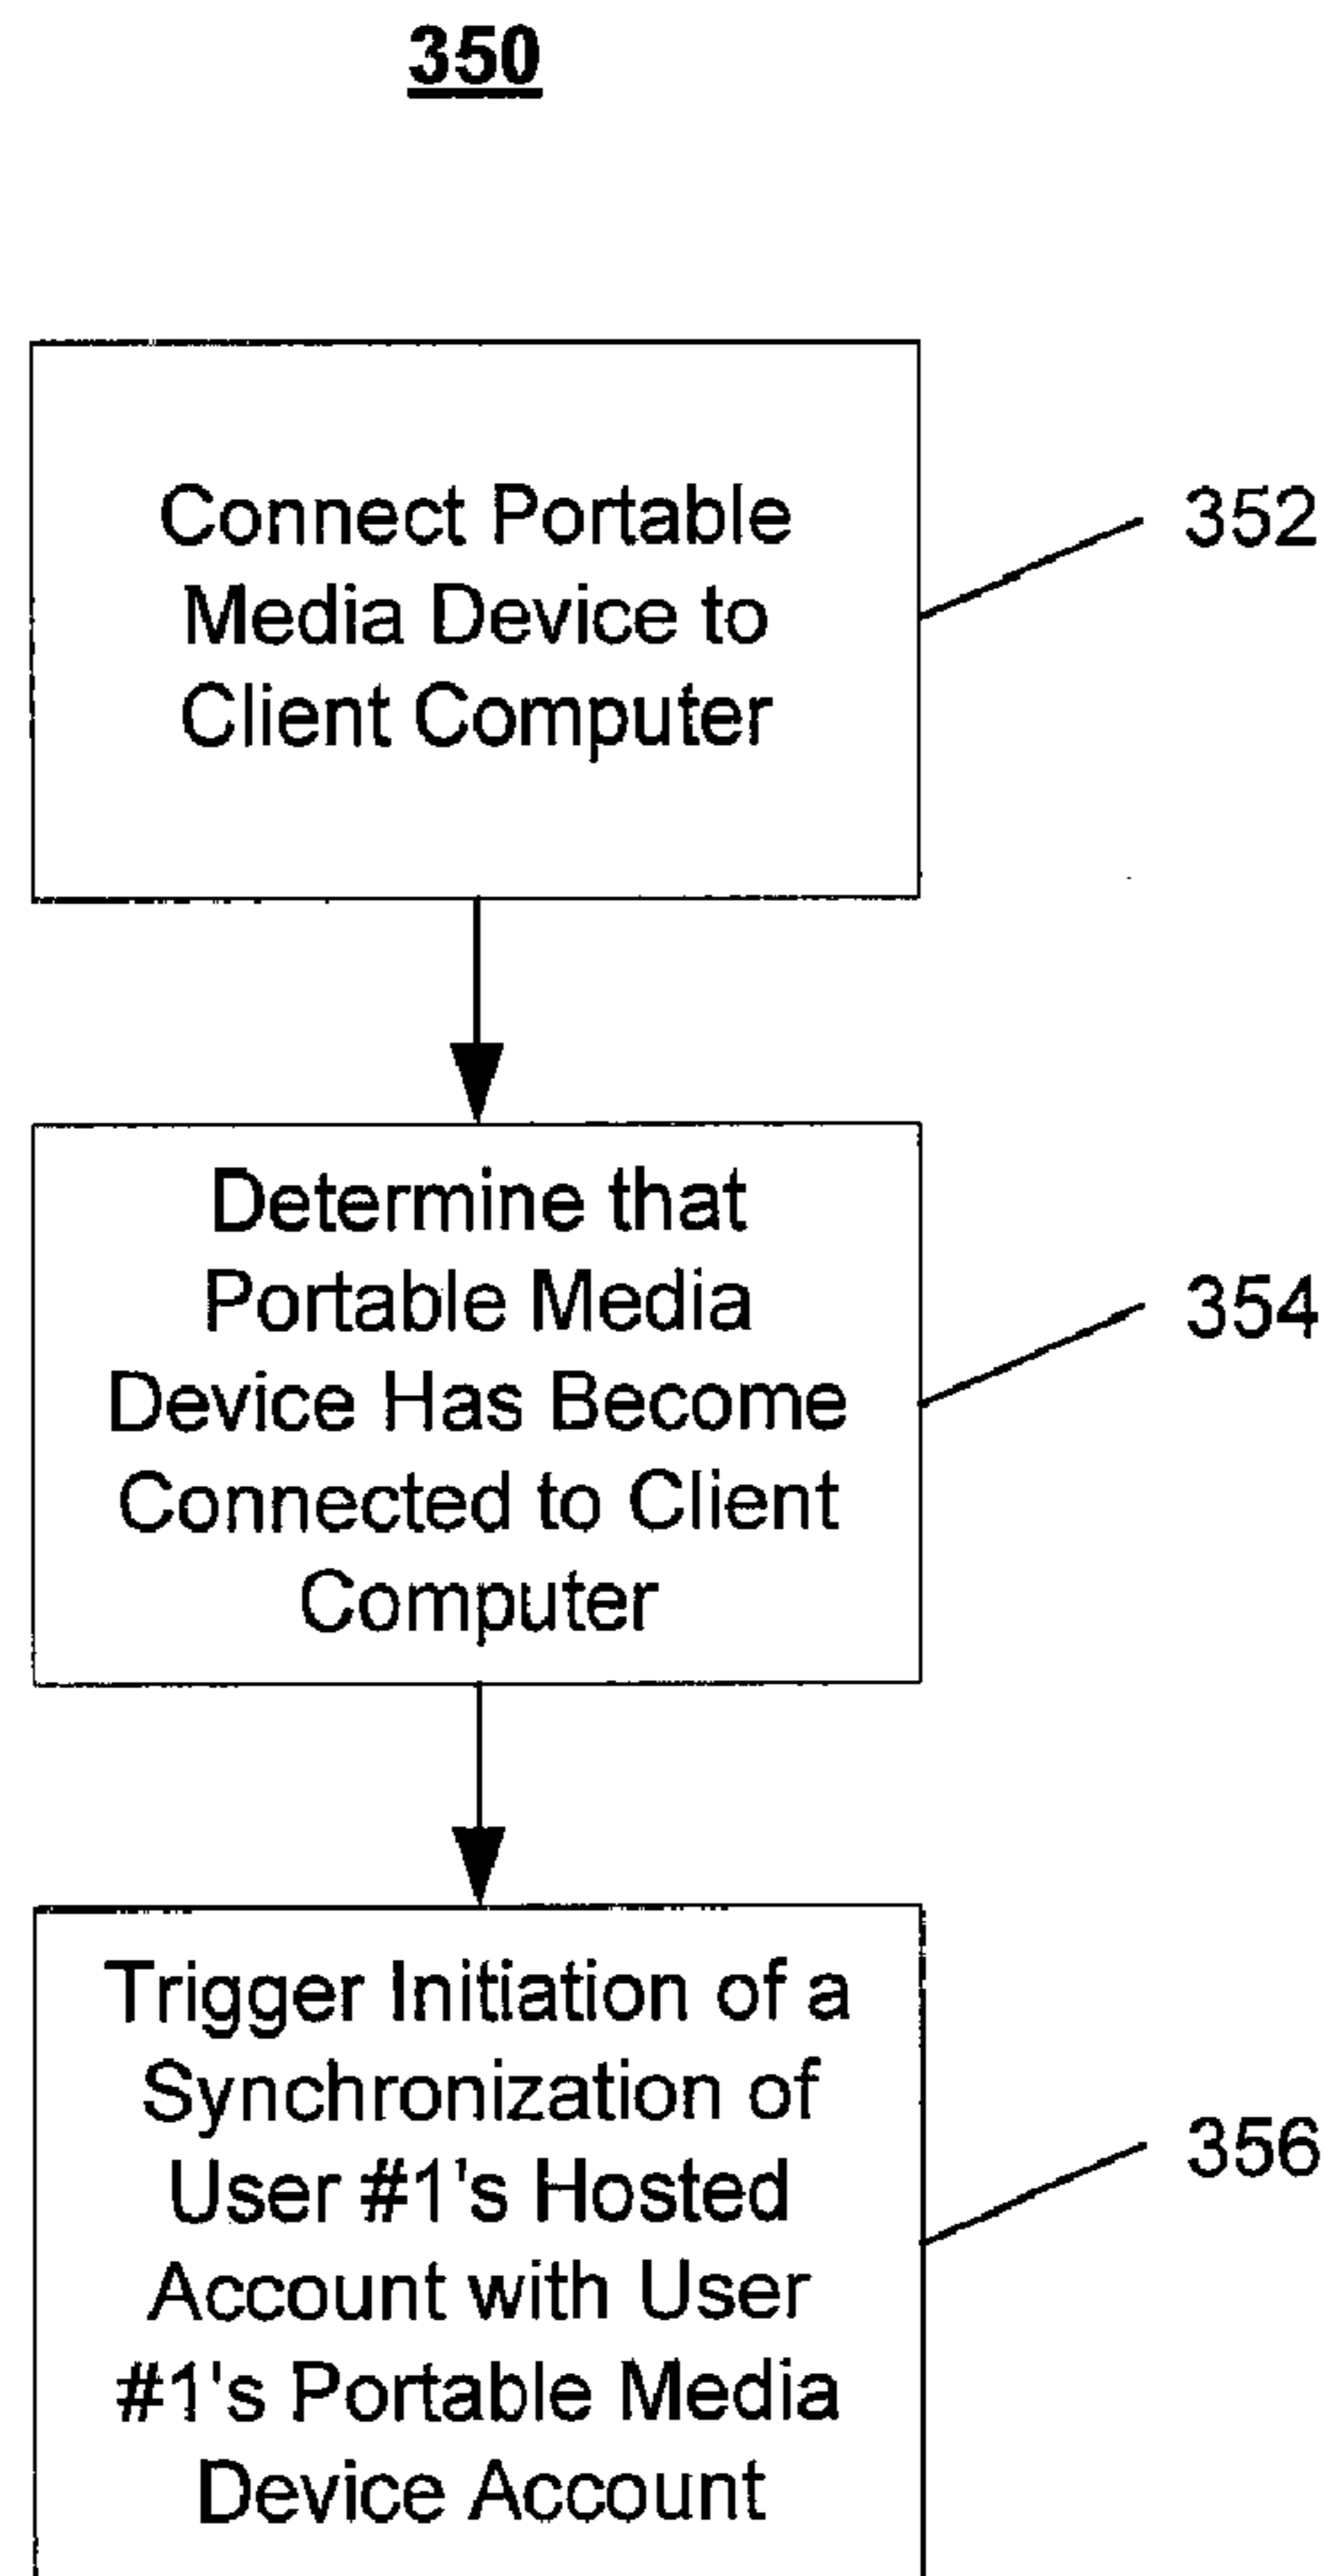 350
Connect Portable
Media Device to
Client Computer
352
Determine that
Portable Media
Device Has Become
Connected to Client
Computer
354
Trigger Initiation of a
Synchronization of
User #1's Hosted
Account with User
#1's Portable Media
Device Account
356